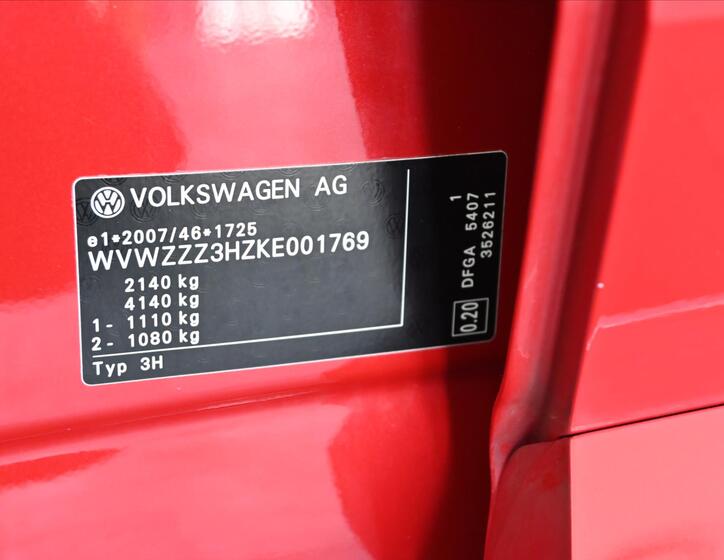 VOLKSWAGEN AG
e1*2007/46*1725
WVWZZZ3HZKE001769
2140 kg
4140 kg
1 - 1110 kg
2 - 1080 kg
Typ 3H
1
DFGA 5407
3526211
0.20